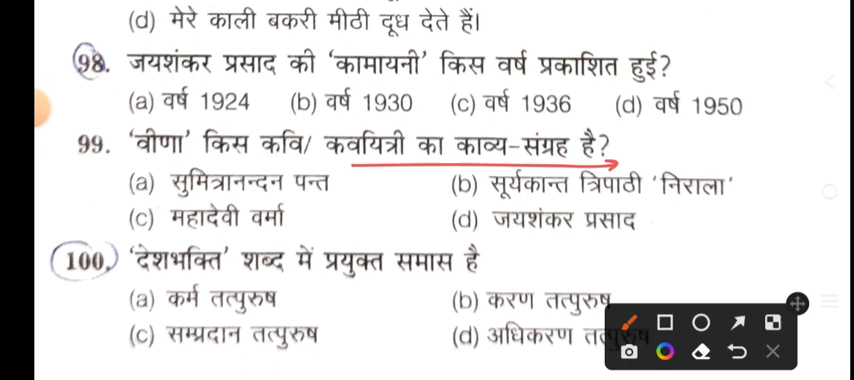 (d) मेरे काली बकरी मीठी दूध देते हैं।
98. जयशंकर प्रसाद की ‘कामायनी’ किस वर्ष प्रकाशित हुई?
(a) वर्ष 1924 (b) वर्ष 1930 (c) वर्ष 1936 (d) वर्ष 1950
99. ‘वीणा’ किस कवि/ कवयित्री का काव्य-संग्रह है?
(a) सुमित्रानन्दन पन्त (b) सूर्यकान्त त्रिपाठी ‘निराला’
(c) महादेवी वर्मा (d) जयशंकर प्रसाद
100. ‘देशभक्ति’ शब्द में प्रयुक्त समास है
(a) कर्म तत्पुरुष (b) करण तत्पुरुष
(c) सम्प्रदान तत्पुरुष (d) अधिकरण तत्पुरुष